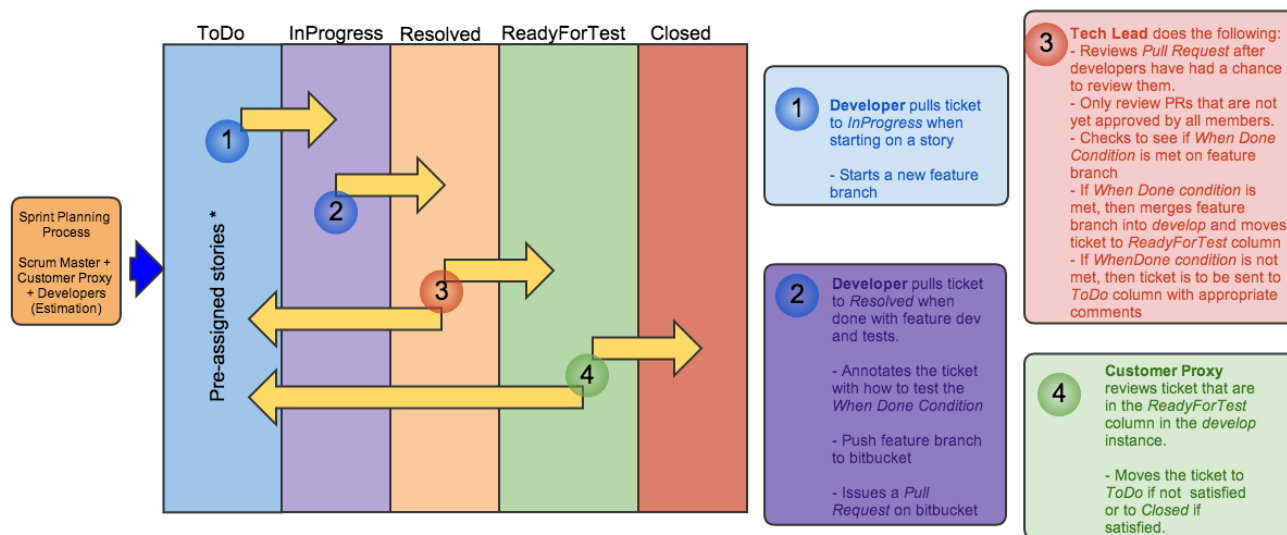 ToDo
InProgress
Resolved
ReadyForTest
Closed
Sprint Planning
Process
Scrum Master +
Customer Proxy
+ Developers
(Estimation)
Pre-assigned stories *
1
2
3
4
1
Developer pulls ticket
to InProgress when
starting on a story
- Starts a new feature
branch
2
Developer pulls ticket
to Resolved when
done with feature dev
and tests.
- Annotates the ticket
with how to test the
When Done Condition
- Push feature branch
to bitbucket
- Issues a Pull
Request on bitbucket
3
Tech Lead does the following:
- Reviews Pull Request after
developers have had a chance
to review them.
- Only review PRs that are not
yet approved by all members.
- Checks to see if When Done
Condition is met on feature
branch
- If When Done condition is
met, then merges feature
branch into develop and moves
ticket to ReadyForTest column
- If WhenDone condition is not
met, then ticket is to be sent to
ToDo column with appropriate
comments
4
Customer Proxy
reviews ticket that are
in the ReadyForTest
column in the develop
instance.
- Moves the ticket to
ToDo if not satisfied
or to Closed if
satisfied.